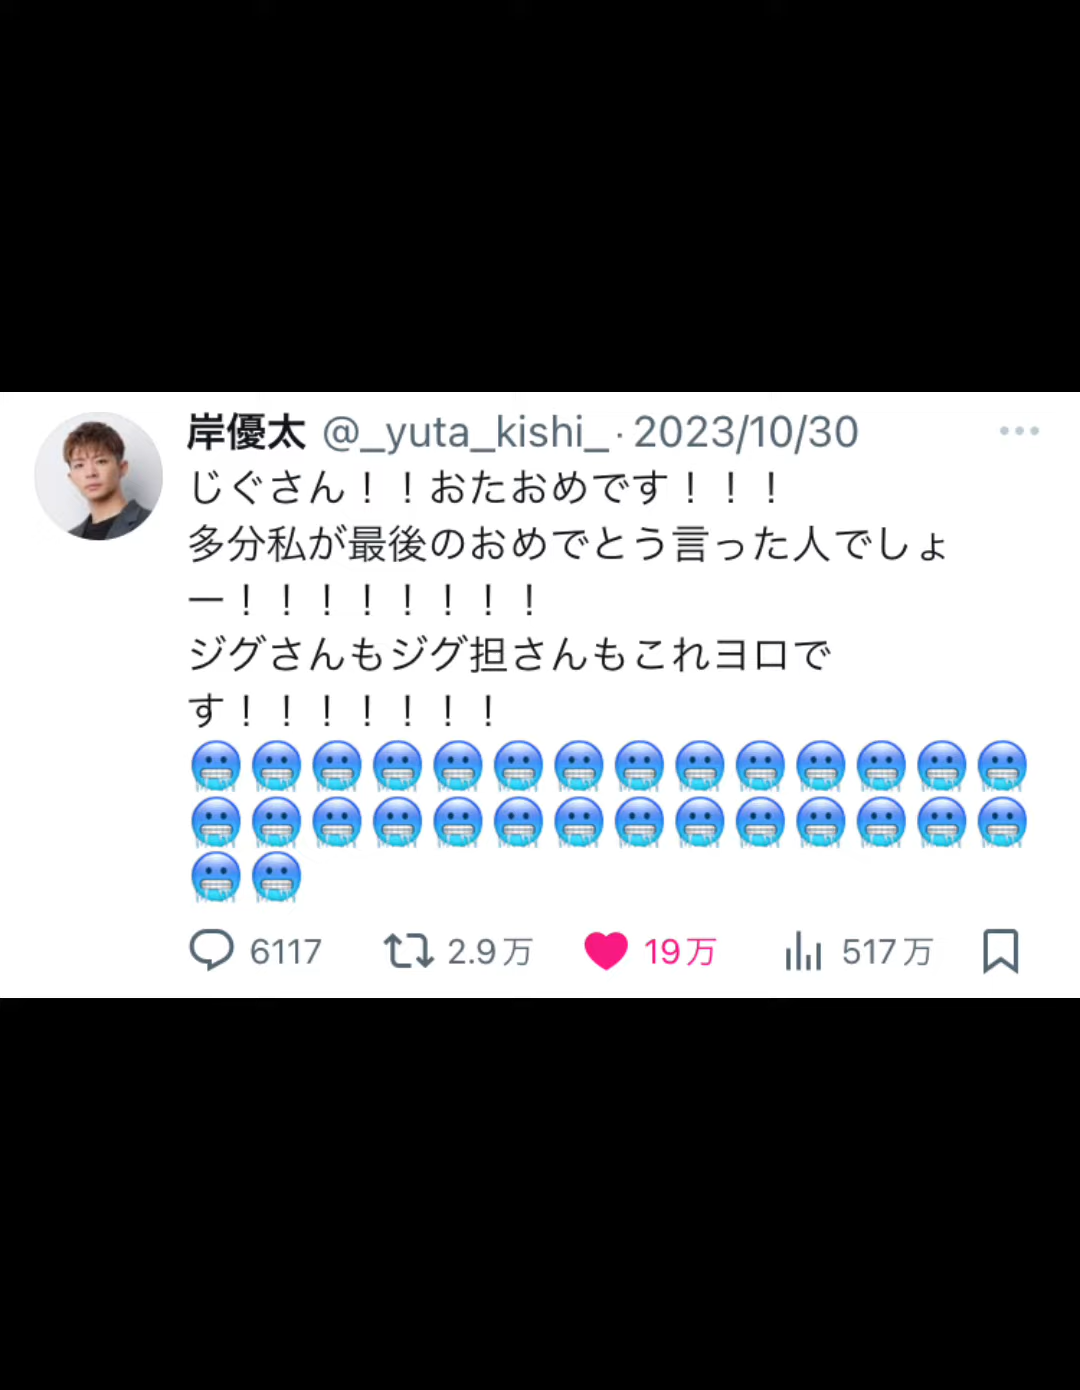 岸優太 @_yuta_kishi_ · 2023/10/30
じぐさん！！おたおめです！！！
多分私が最後のおめでとう言った人でしょ
ー！！！！！！！！
ジグさんもジグ担さんもこれヨロで
す！！！！！！！
🥶🥶🥶🥶🥶🥶🥶🥶🥶🥶🥶🥶🥶🥶
🥶🥶🥶🥶🥶🥶🥶🥶🥶🥶🥶🥶🥶🥶
🥶🥶
6117 2.9万 19万 517万